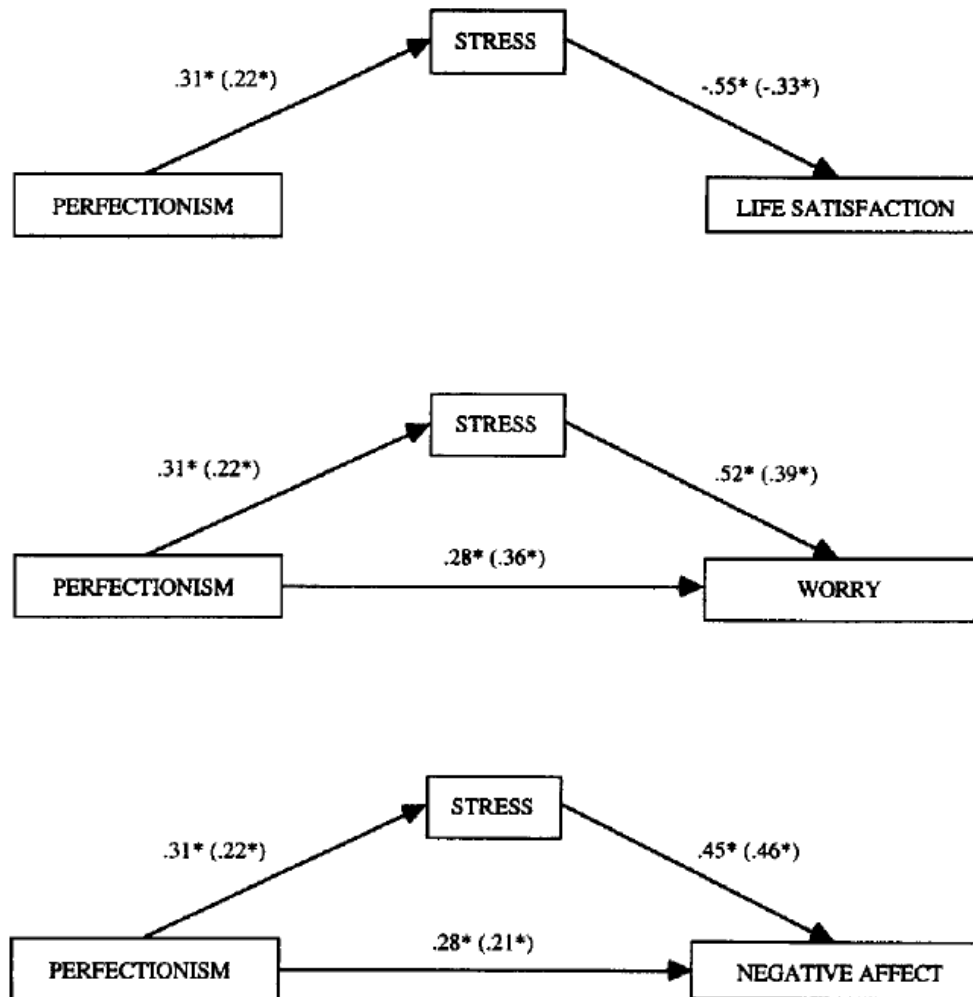 STRESS
.31* (.22*)
-.55* (-.33*)
PERFECTIONISM
LIFE SATISFACTION
STRESS
.31* (.22*)
.52* (.39*)
.28* (.36*)
PERFECTIONISM
WORRY
STRESS
.31* (.22*)
.45* (.46*)
.28* (.21*)
PERFECTIONISM
NEGATIVE AFFECT